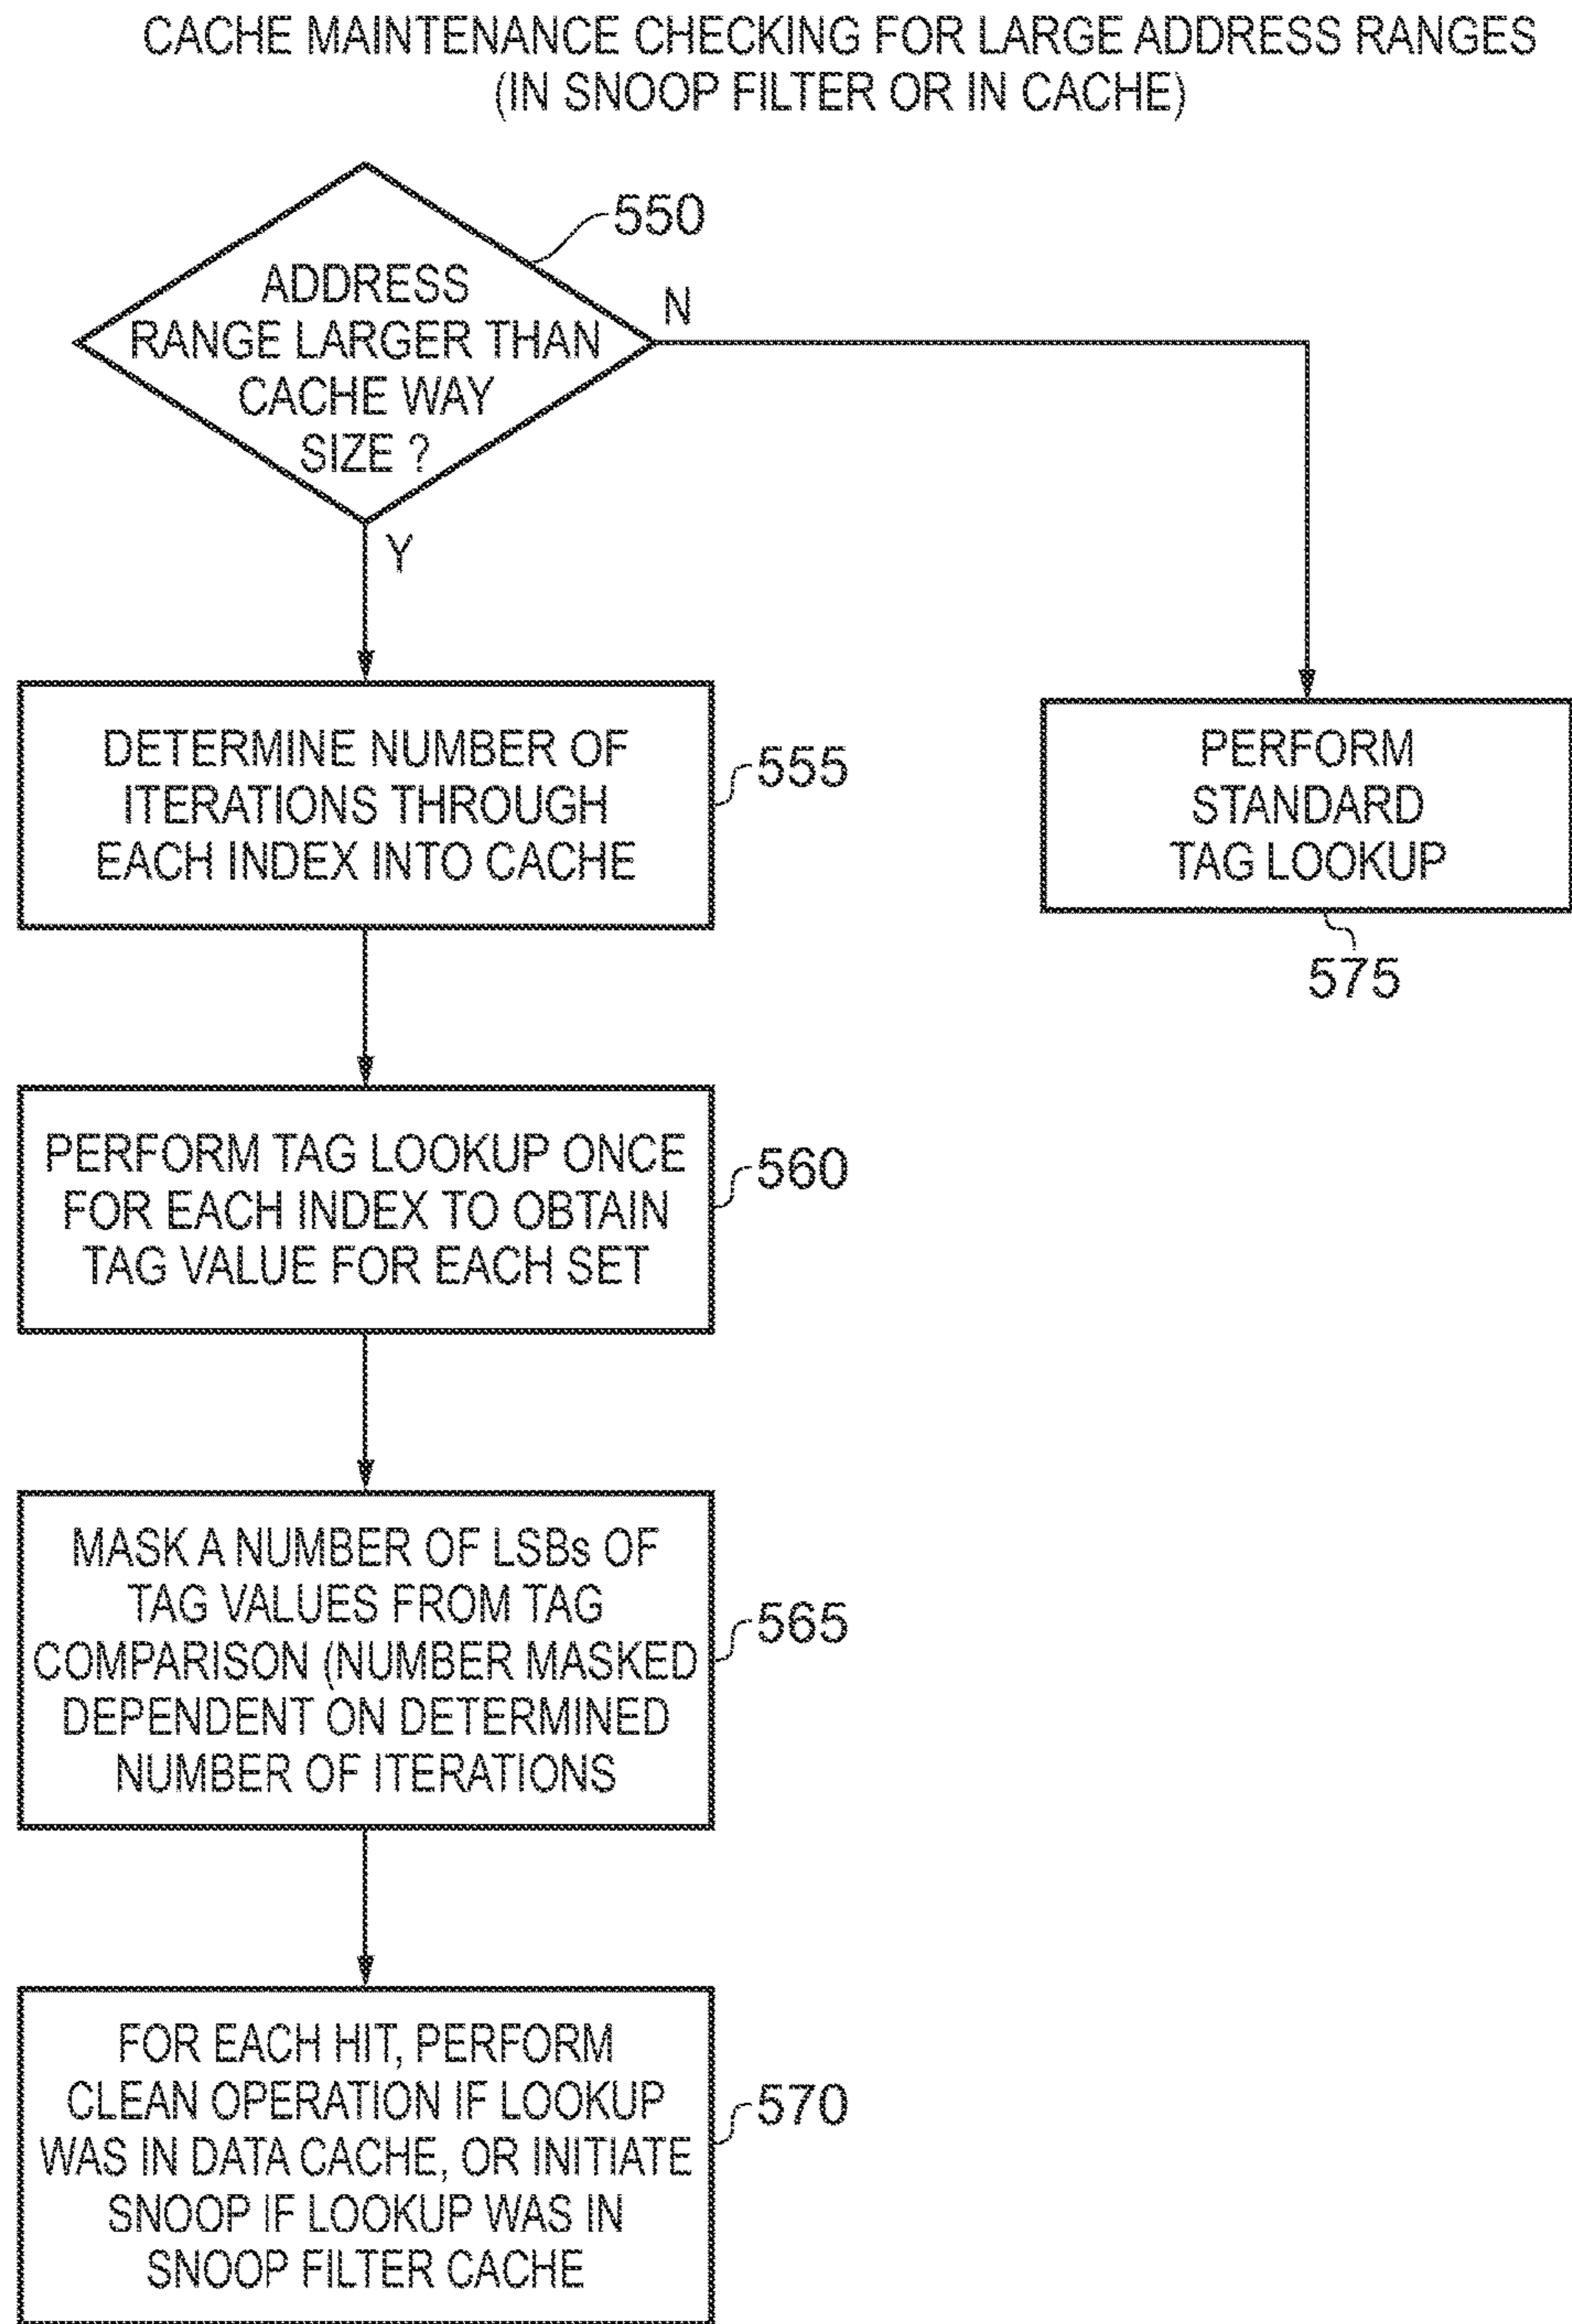 CACHE MAINTENANCE CHECKING FOR LARGE ADDRESS RANGES
(IN SNOOP FILTER OR IN CACHE)
550
ADDRESS
RANGE LARGER THAN
CACHE WAY
SIZE ?
N
Y
DETERMINE NUMBER OF
ITERATIONS THROUGH
EACH INDEX INTO CACHE
555
PERFORM
STANDARD
TAG LOOKUP
575
PERFORM TAG LOOKUP ONCE
FOR EACH INDEX TO OBTAIN
TAG VALUE FOR EACH SET
560
MASK A NUMBER OF LSBs OF
TAG VALUES FROM TAG
COMPARISON (NUMBER MASKED
DEPENDENT ON DETERMINED
NUMBER OF ITERATIONS
565
FOR EACH HIT, PERFORM
CLEAN OPERATION IF LOOKUP
WAS IN DATA CACHE, OR INITIATE
SNOOP IF LOOKUP WAS IN
SNOOP FILTER CACHE
570